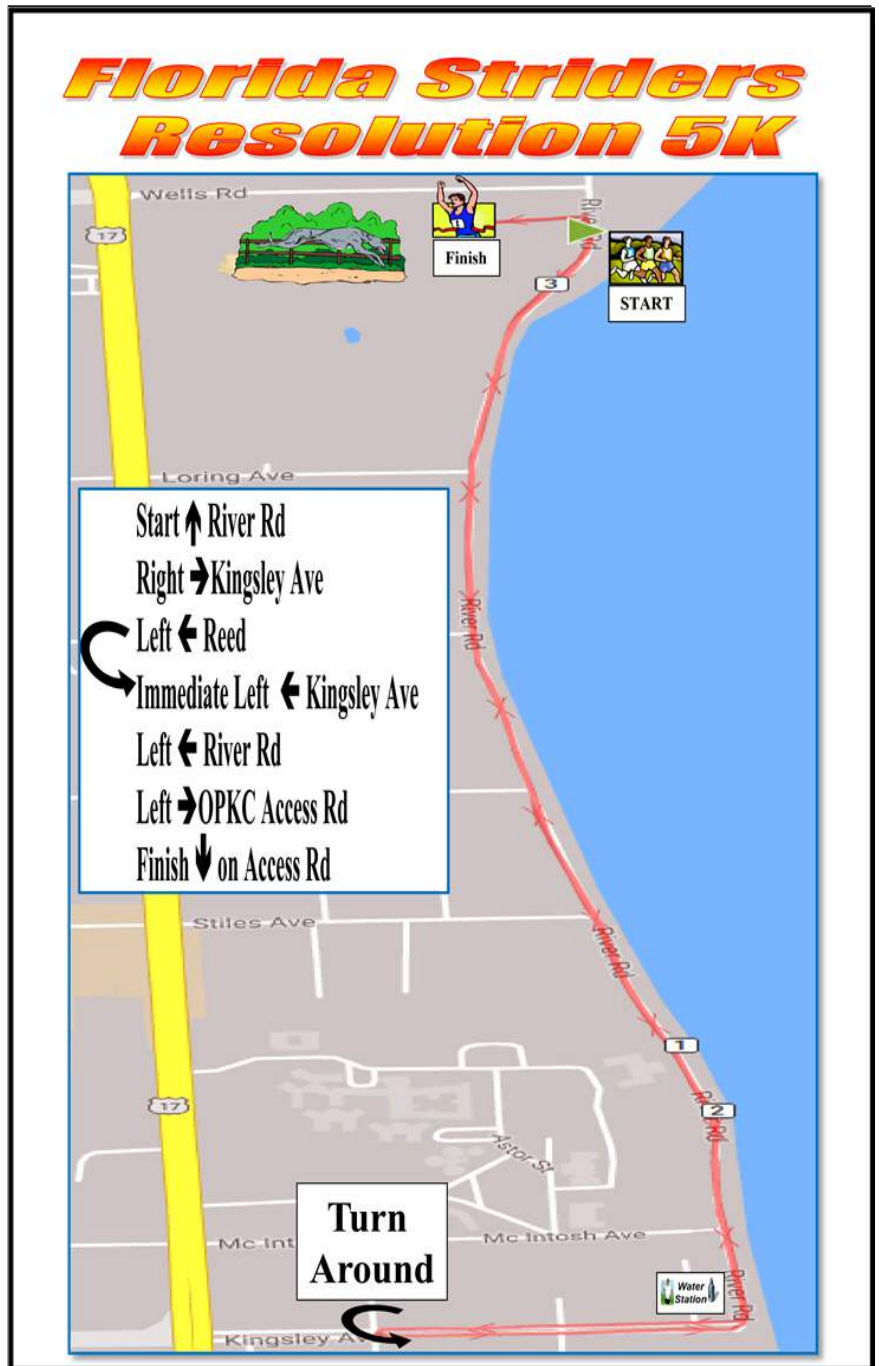 Florida Striders
Resolution 5K
Wells Rd
17
River Rd
Finish
START
3
Loring Ave
Start ↑ River Rd
Right → Kingsley Ave
Left ← Reed
Immediate Left ← Kingsley Ave
Left ← River Rd
Left → OPKC Access Rd
Finish ↓ on Access Rd
River Rd
Stiles Ave
River Rd
1
17
2
River Rd
Astor St
Turn
Around
Mc Int
Mc Intosh Ave
Water
Station
River Rd
Kingsley Av